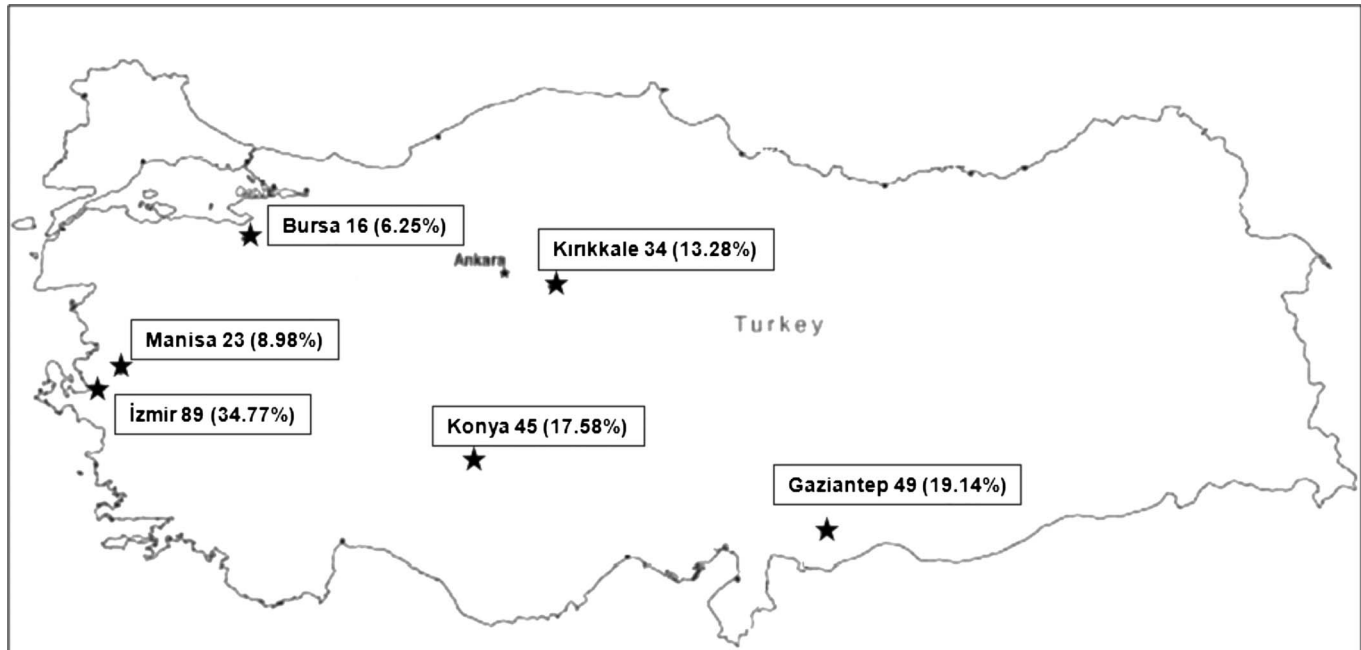 Bursa 16 (6.25%)
Kırıkkale 34 (13.28%)
Ankara
Turkey
Manisa 23 (8.98%)
İzmir 89 (34.77%)
Konya 45 (17.58%)
Gaziantep 49 (19.14%)